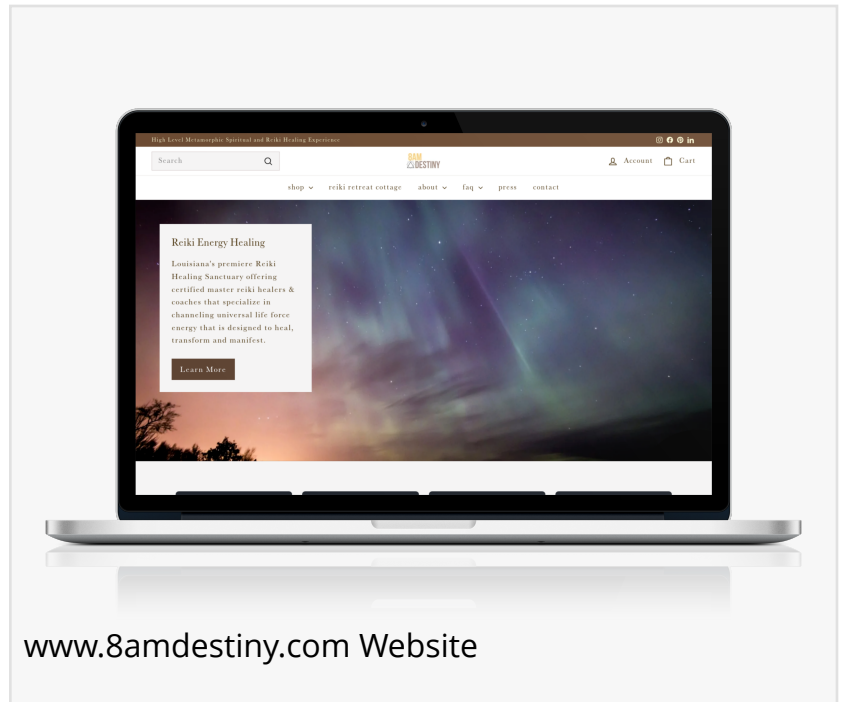 High Level Metamorphic Spiritual and Reiki Healing Experience
Search
8AM
DESTINY
Account
Cart
shop
reiki retreat cottage
about
faq
press
contact
Reiki Energy Healing
Louisiana's premiere Reiki
Healing Sanctuary offering
certified master reiki healers &
coaches that specialize in
channeling universal life force
energy that is designed to heal,
transform and manifest.
Learn More
www.8amdestiny.com Website